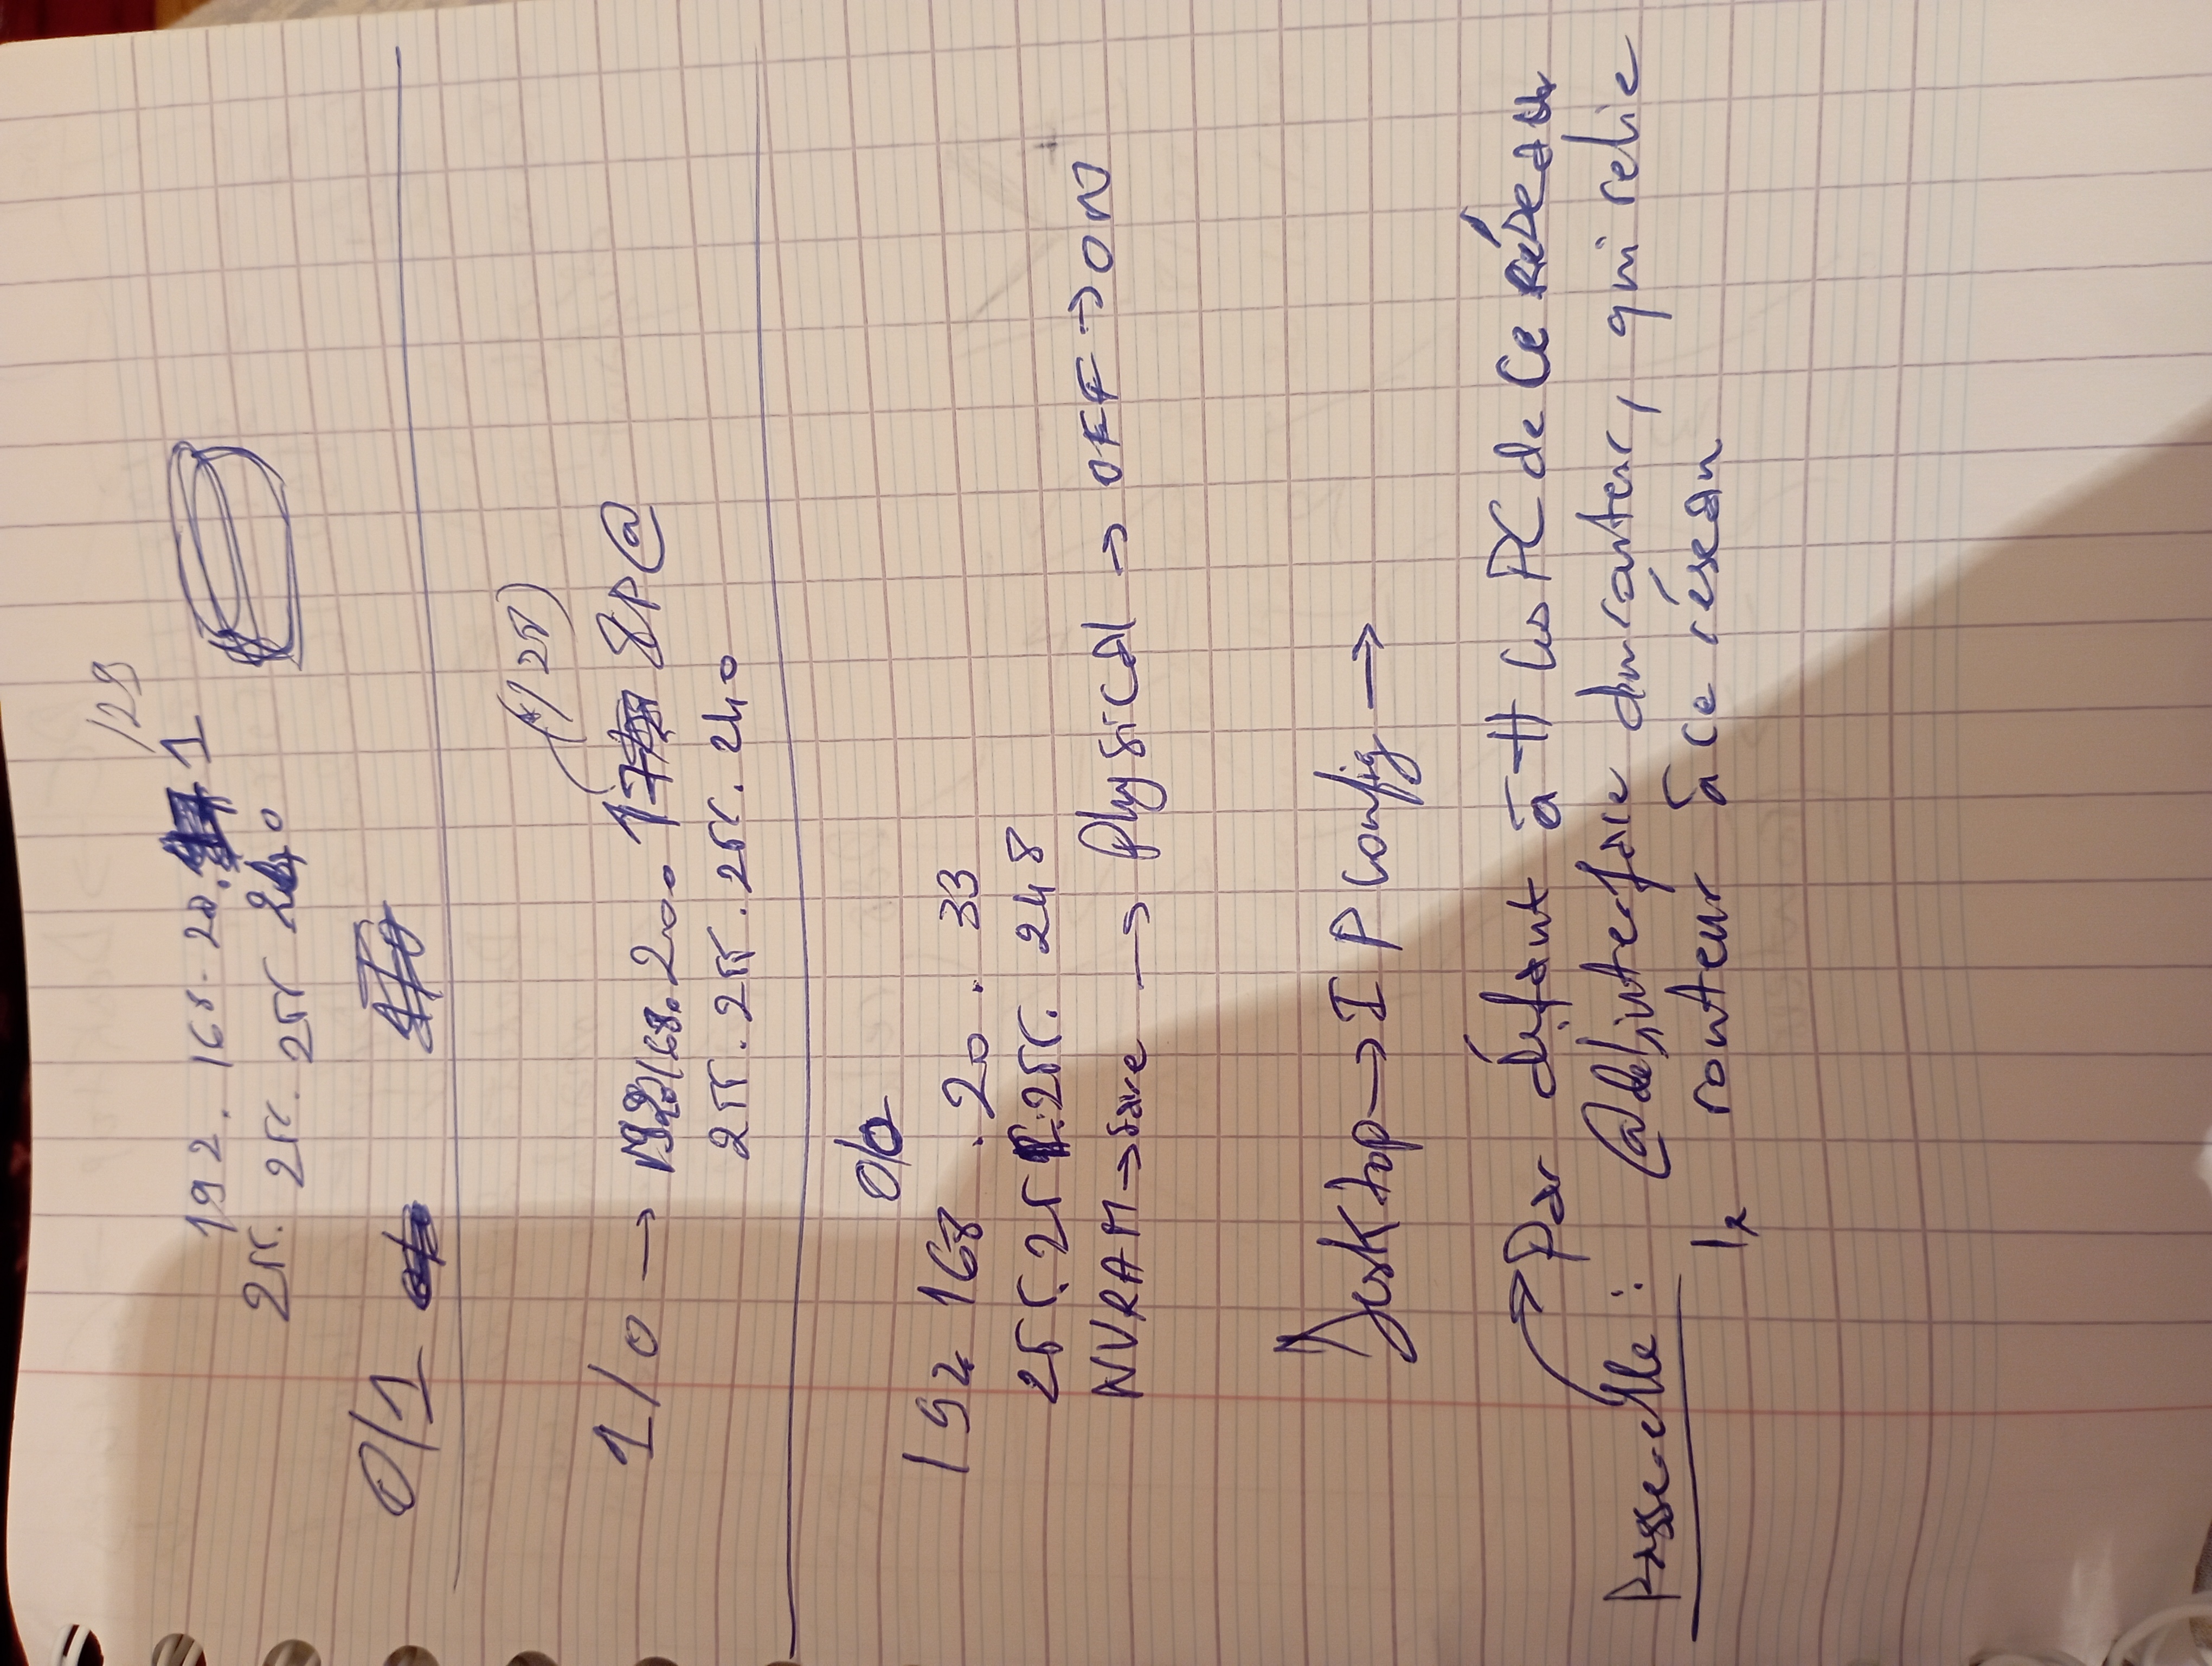 /28
192.168.20.1
255.255.255.240
0/1
(/28)
1/0 → 192.168.200.17 8P@
255.255.255.240
0/0
192.168.20.33
255.255.255.248
NVRAM → save → Physical → OFF → ON
Desktop → IP Config →
Par défaut à tt les PC de ce réseau
Passerelle : @ de l'interface du routeur, qui relie
le routeur à ce réseau